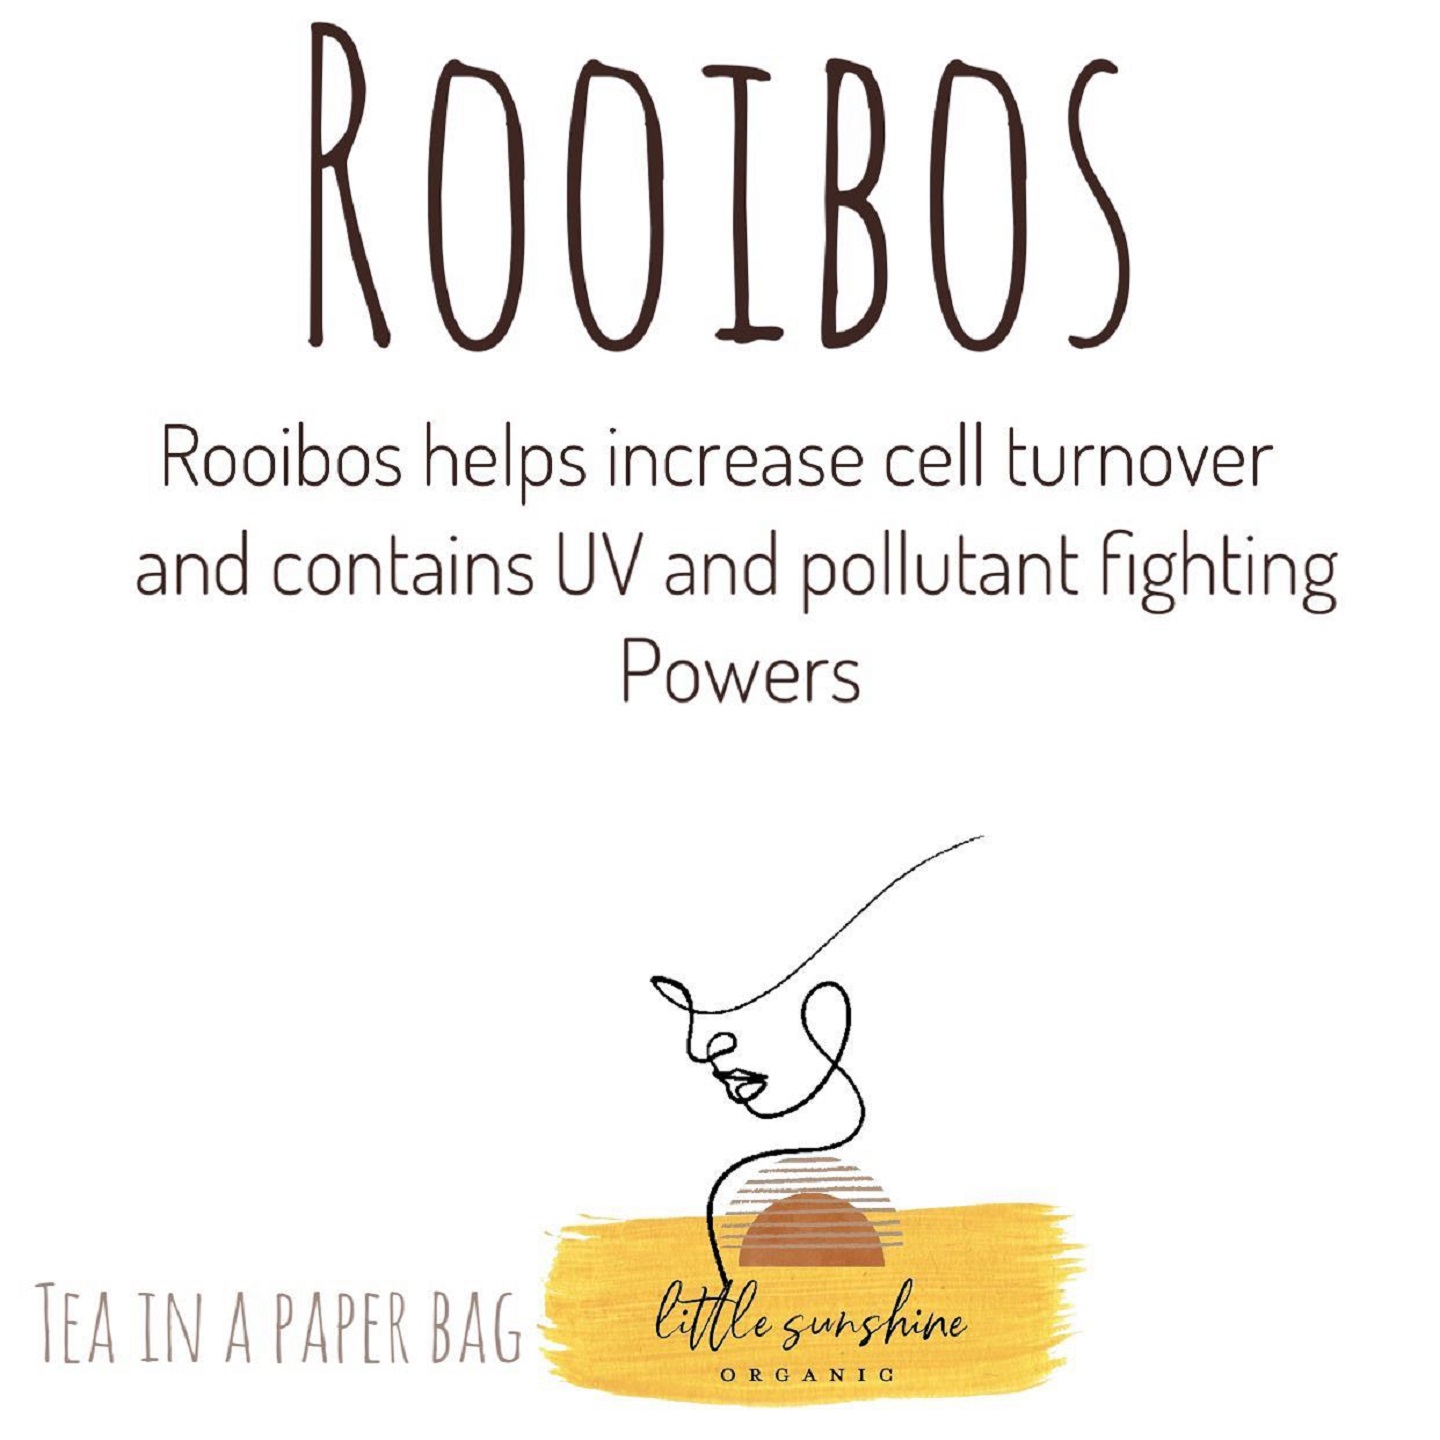 ROOIBOS
Rooibos helps increase cell turnover
and contains UV and pollutant fighting
Powers
TEA IN A PAPER BAG
little sunshine
ORGANIC